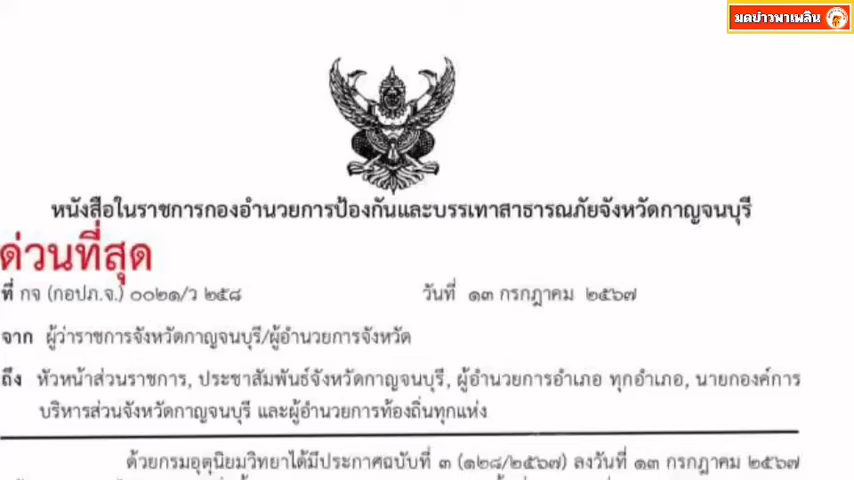 มดข่าวพาเพลิน
หนังสือในราชการกองอำนวยการป้องกันและบรรเทาสาธารณภัยจังหวัดกาญจนบุรี
ด่วนที่สุด
ที่ กจ (กอปภ.จ.) ๐๐๒๑/ว ๒๕๘ วันที่ ๑๓ กรกฎาคม ๒๕๖๗
จาก ผู้ว่าราชการจังหวัดกาญจนบุรี/ผู้อำนวยการจังหวัด
ถึง หัวหน้าส่วนราชการ, ประชาสัมพันธ์จังหวัดกาญจนบุรี, ผู้อำนวยการอำเภอ ทุกอำเภอ, นายกองค์การ
บริหารส่วนจังหวัดกาญจนบุรี และผู้อำนวยการท้องถิ่นทุกแห่ง
ด้วยกรมอุตุนิยมวิทยาได้มีประกาศฉบับที่ ๓ (๑๒๘/๒๕๖๗) ลงวันที่ ๑๓ กรกฎาคม ๒๕๖๗